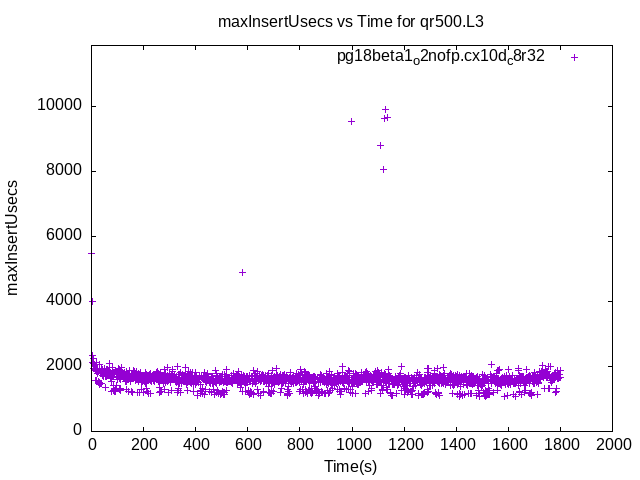 maxInsertUsecs vs Time for qr500.L3
pg18beta1o2nofp.cx10dc8r32
10000
8000
6000
4000
2000
0
maxInsertUsecs
0 200 400 600 800 1000 1200 1400 1600 1800 2000
Time(s)